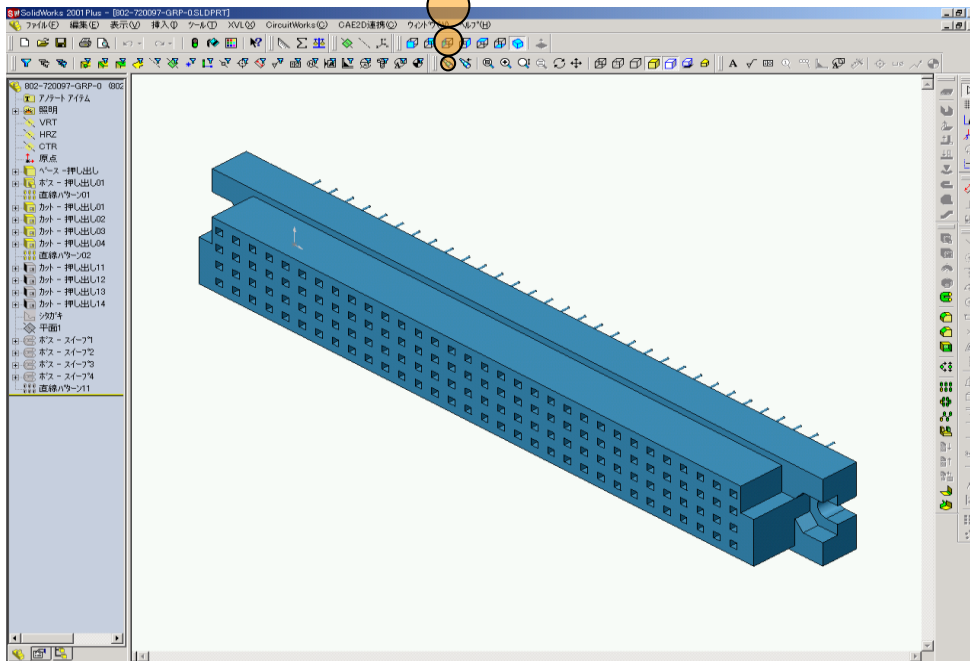 SolidWorks 2001Plus - [802-720097-GRP-0.SLDPRT]
ファイル(F) 編集(E) 表示(V) 挿入(I) ツール(T) XVL(X) CircuitWorks(C) CAE2D連携(C) ヘルプ(H)
802-720097-GRP-0 (802
アノテート アイテム
照明
VRT
HRZ
CTR
原点
ベース - 押し出し
ボス - 押し出し01
直線パターン01
カット - 押し出し01
カット - 押し出し02
カット - 押し出し03
カット - 押し出し04
直線パターン02
カット - 押し出し11
カット - 押し出し12
カット - 押し出し13
カット - 押し出し14
シタガキ
平面1
ボス - スイープ1
ボス - スイープ2
ボス - スイープ3
ボス - スイープ4
直線パターン11